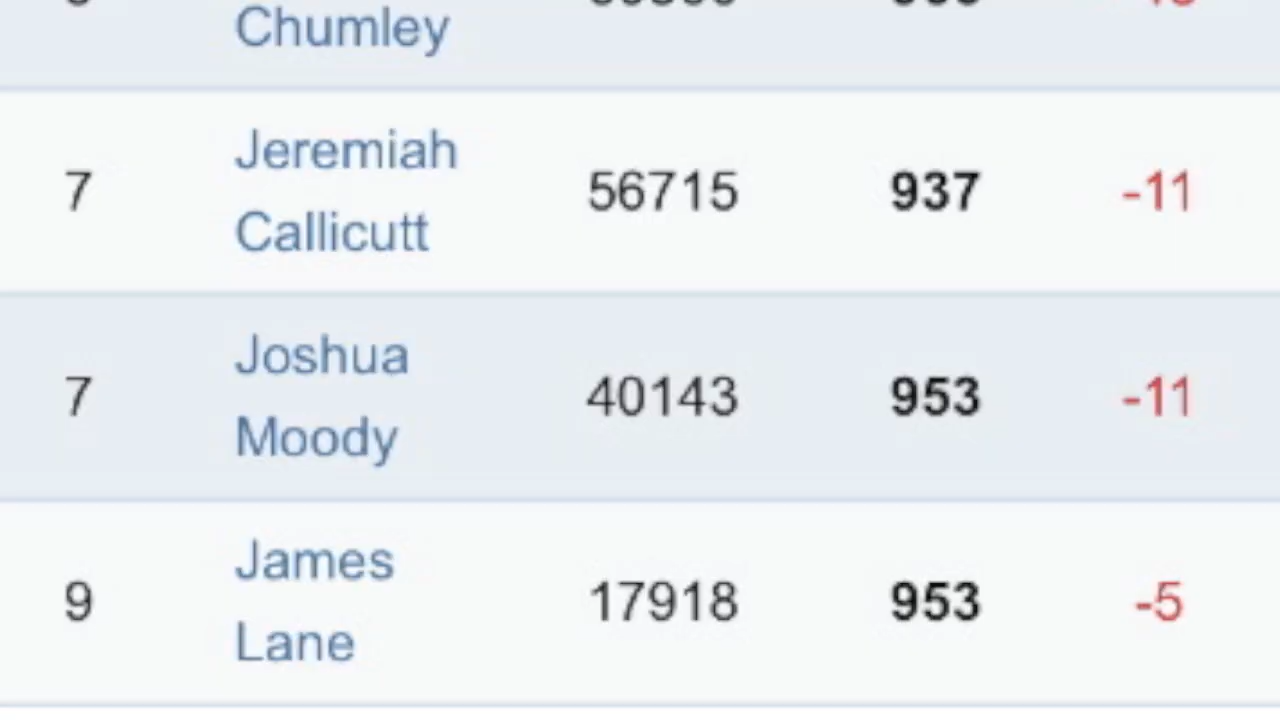 Chumley
7 Jeremiah Callicutt 56715 937 -11
7 Joshua Moody 40143 953 -11
9 James Lane 17918 953 -5